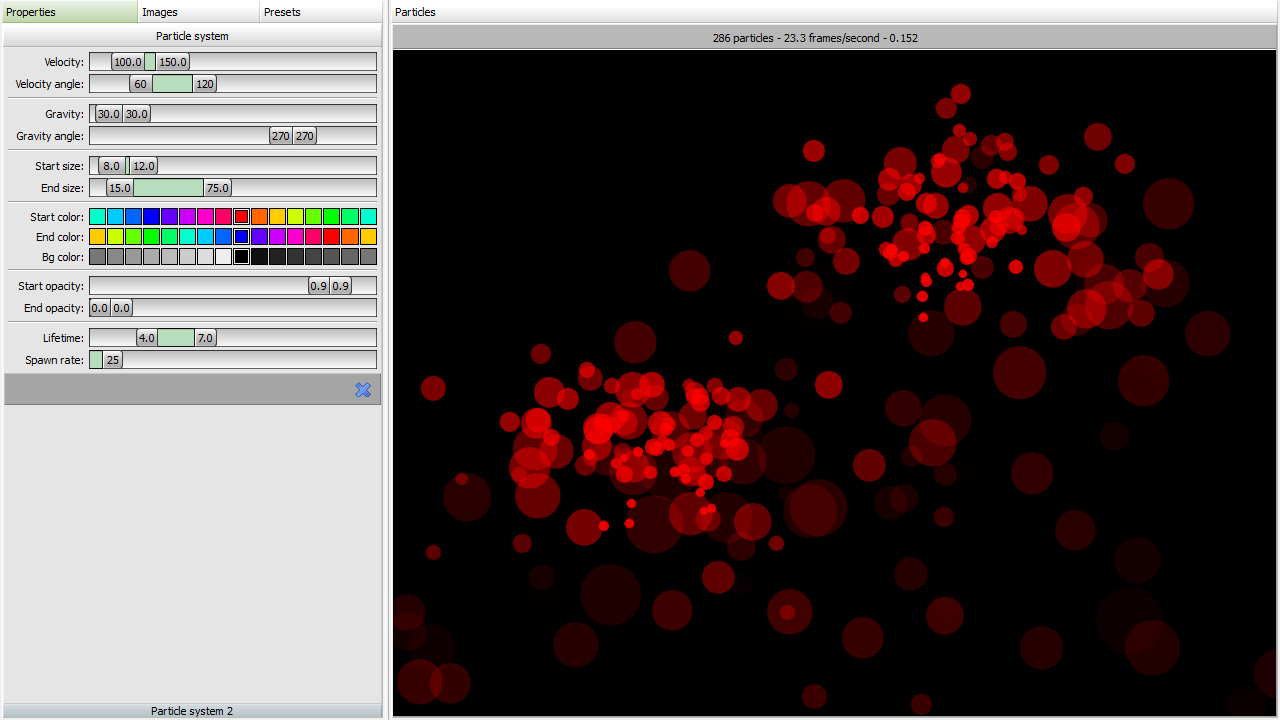 Properties Images Presets Particles
Particle system
286 particles - 23.3 frames/second - 0.152
Velocity: 100.0 150.0
Velocity angle: 60 120
Gravity: 30.0 30.0
Gravity angle: 270 270
Start size: 8.0 12.0
End size: 15.0 75.0
Start color:
End color:
Bg color:
Start opacity: 0.9 0.9
End opacity: 0.0 0.0
Lifetime: 4.0 7.0
Spawn rate: 25
Particle system 2